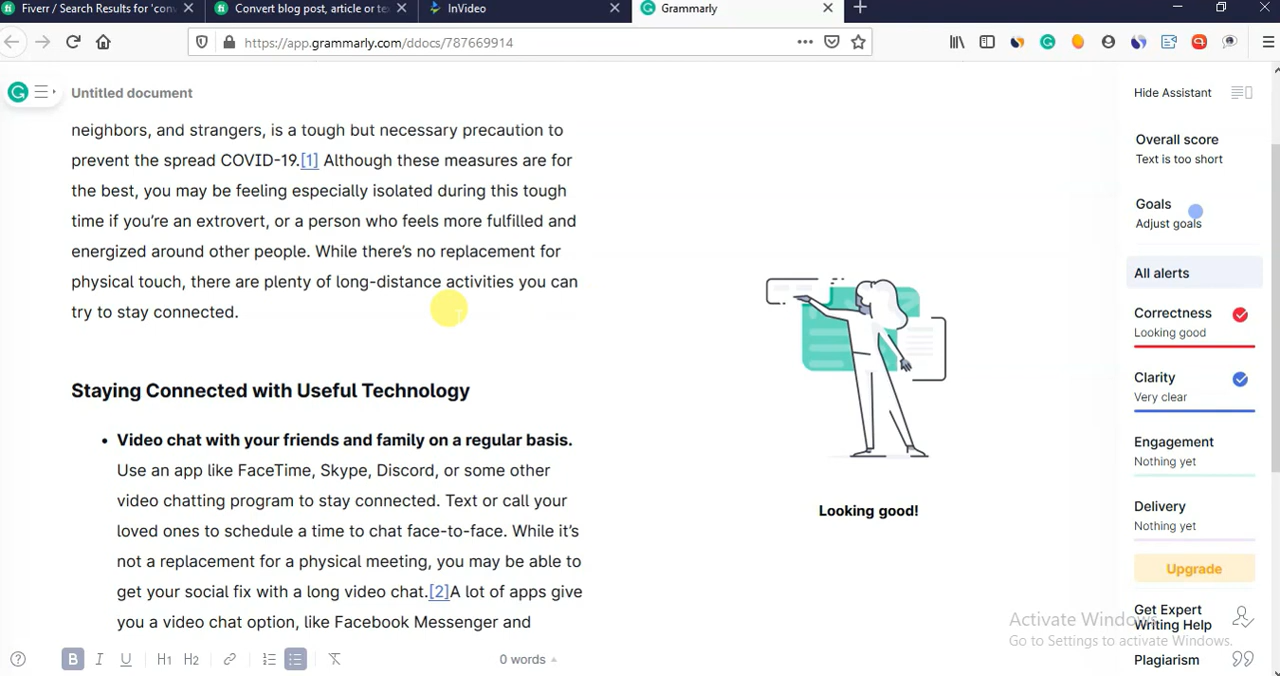 Fiverr / Search Results for 'conv
Convert blog post, article or te
InVideo
Grammarly
https://app.grammarly.com/ddocs/787669914
Untitled document
neighbors, and strangers, is a tough but necessary precaution to
prevent the spread COVID-19.[1] Although these measures are for
the best, you may be feeling especially isolated during this tough
time if you're an extrovert, or a person who feels more fulfilled and
energized around other people. While there's no replacement for
physical touch, there are plenty of long-distance activities you can
try to stay connected.
Staying Connected with Useful Technology
• Video chat with your friends and family on a regular basis.
Use an app like FaceTime, Skype, Discord, or some other
video chatting program to stay connected. Text or call your
loved ones to schedule a time to chat face-to-face. While it's
not a replacement for a physical meeting, you may be able to
get your social fix with a long video chat.[2]A lot of apps give
you a video chat option, like Facebook Messenger and
B I U H1 H2
0 words
Looking good!
Hide Assistant
Overall score
Text is too short
Goals
Adjust goals
All alerts
Correctness
Looking good
Clarity
Very clear
Engagement
Nothing yet
Delivery
Nothing yet
Upgrade
Get Expert
Writing Help
Plagiarism
Activate Windows
Go to Settings to activate Windows.